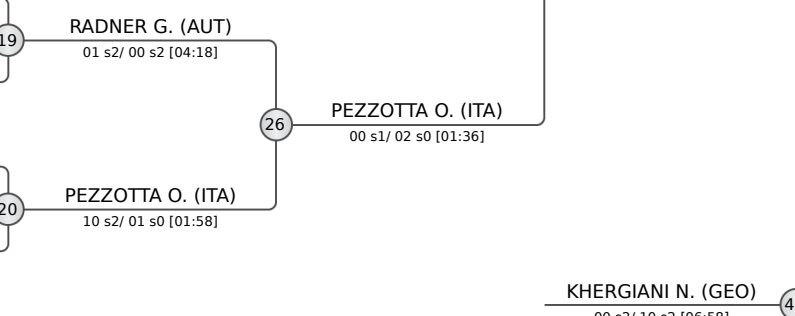 RADNER G. (AUT)
19
01 s2/ 00 s2 [04:18]
PEZZOTTA O. (ITA)
26
00 s1/ 02 s0 [01:36]
PEZZOTTA O. (ITA)
20
10 s2/ 01 s0 [01:58]
KHERGIANI N. (GEO)
4